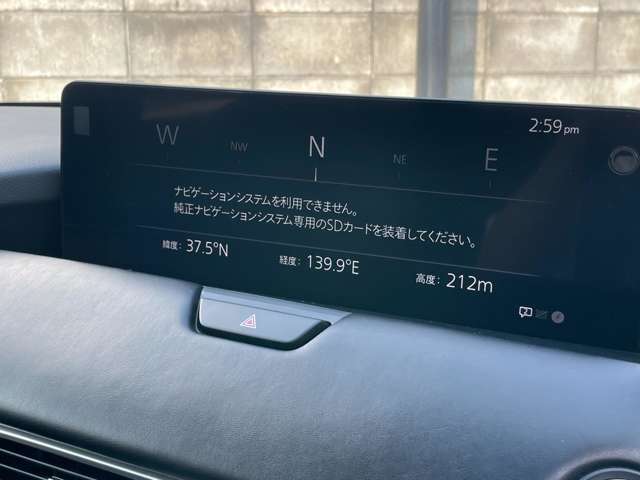 2:59pm
W NW N NE E
ナビゲーションシステムを利用できません。
純正ナビゲーションシステム専用のSDカードを装着してください。
緯度: 37.5°N 経度: 139.9°E 高度: 212m